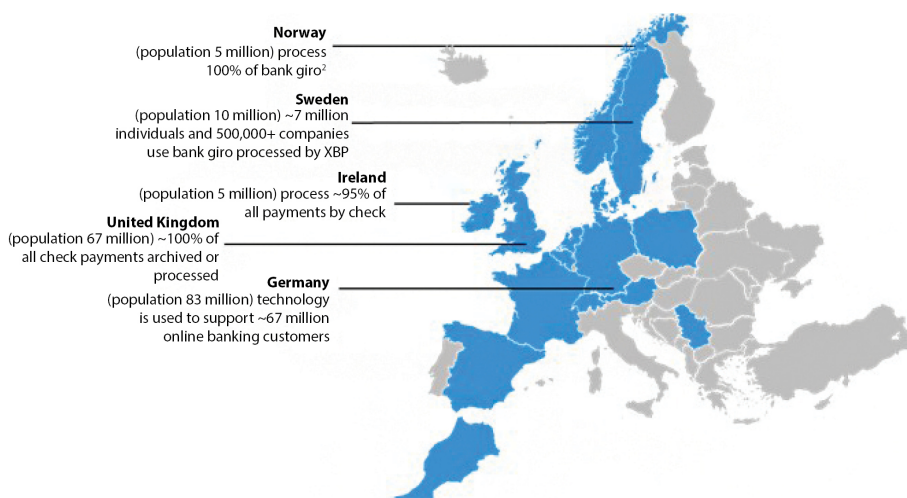 Norway
(population 5 million) process
100% of bank giro²
Sweden
(population 10 million) ~7 million
individuals and 500,000+ companies
use bank giro processed by XBP
Ireland
(population 5 million) process ~95% of
all payments by check
United Kingdom
(population 67 million) ~100% of
all check payments archived or
processed
Germany
(population 83 million) technology
is used to support ~67 million
online banking customers